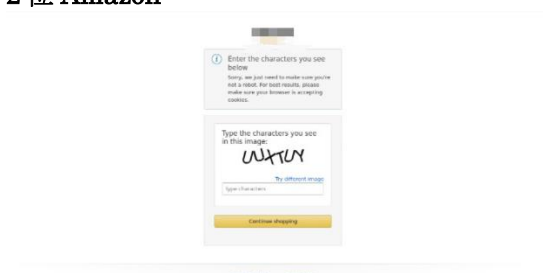 2 位 Amazon
Enter the characters you see
below
Sorry, we just need to make sure you're
not a robot. For best results, please
make sure your browser is accepting
cookies.
Type the characters you see
in this image:
Try different image
Type characters
Continue shopping